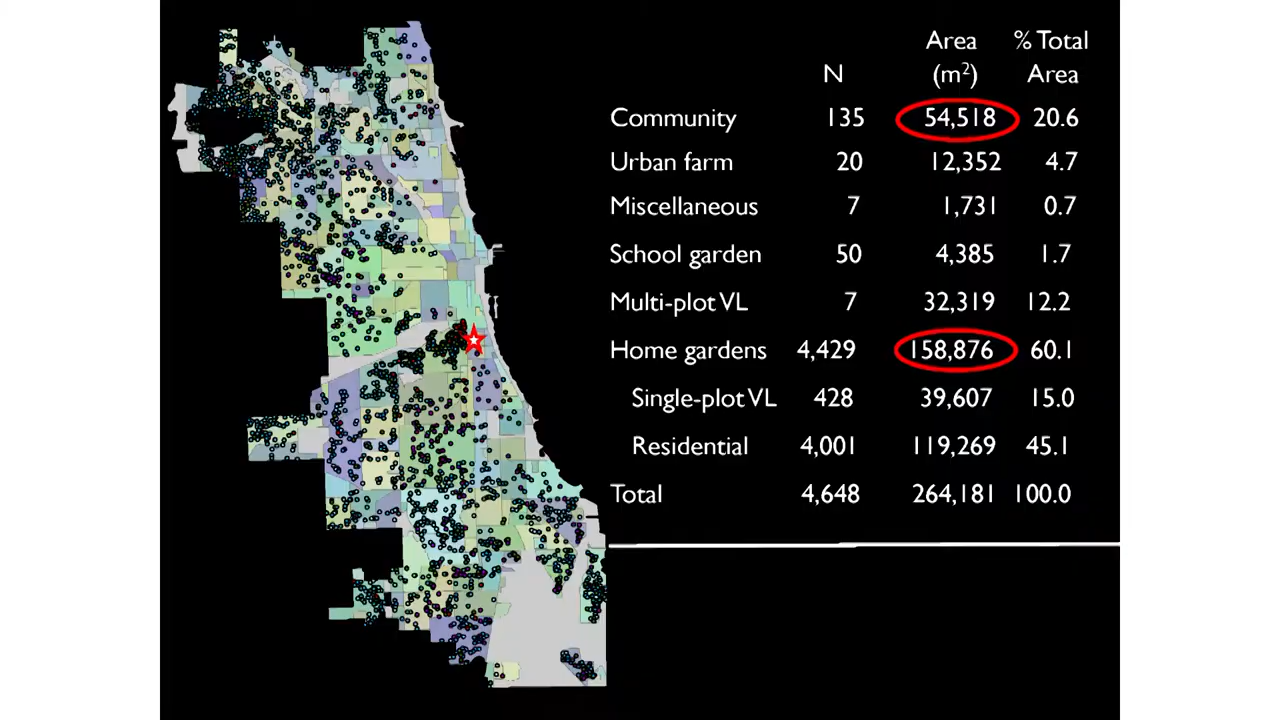 Area % Total
N (m²) Area
Community 135 54,518 20.6
Urban farm 20 12,352 4.7
Miscellaneous 7 1,731 0.7
School garden 50 4,385 1.7
Multi-plot VL 7 32,319 12.2
Home gardens 4,429 158,876 60.1
Single-plot VL 428 39,607 15.0
Residential 4,001 119,269 45.1
Total 4,648 264,181 100.0